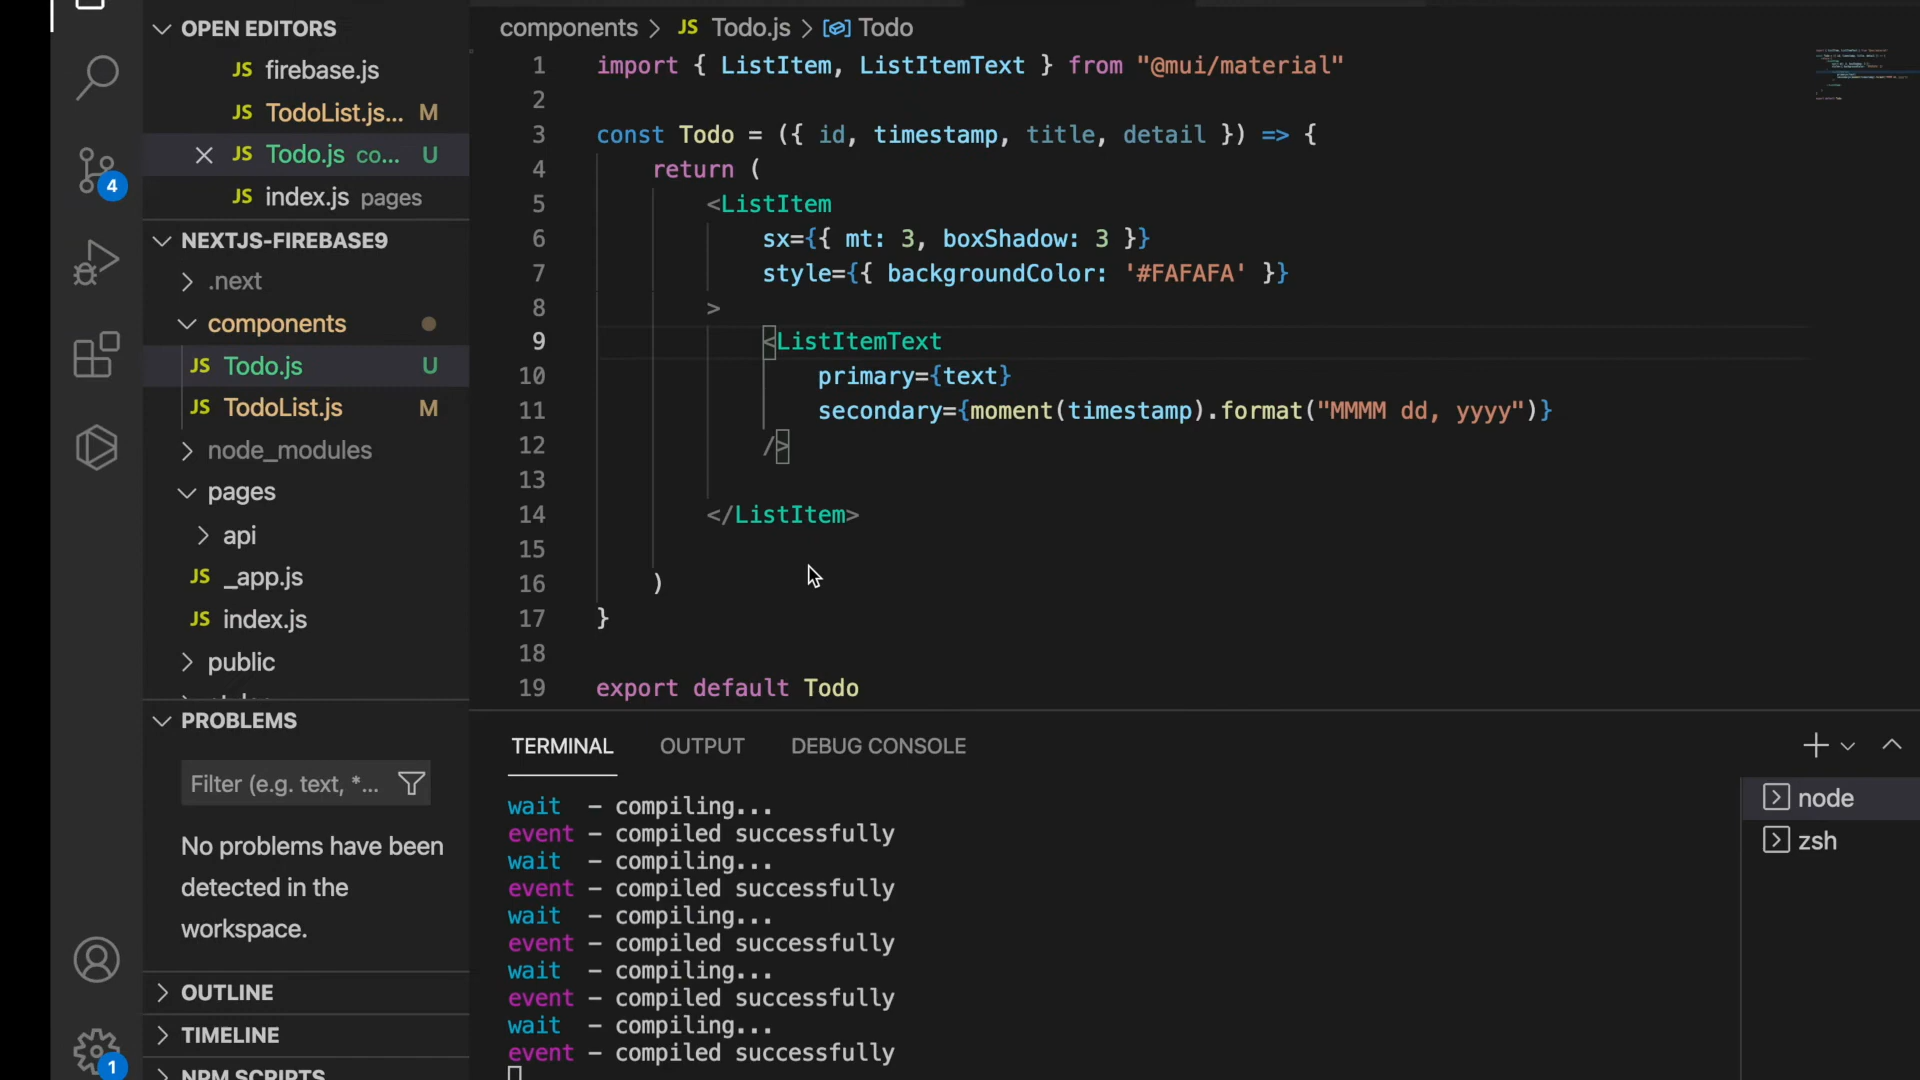 OPEN EDITORS
JS firebase.js
JS TodoList.js... M
JS Todo.js co... U
JS index.js pages
NEXTJS-FIREBASE9
.next
components
JS Todo.js U
JS TodoList.js M
node_modules
pages
api
JS _app.js
JS index.js
public
PROBLEMS
Filter (e.g. text, *...
No problems have been
detected in the
workspace.
OUTLINE
TIMELINE
NPM SCRIPTS
4
1
components > JS Todo.js > Todo
1 import { ListItem, ListItemText } from "@mui/material"
2
3 const Todo = ({ id, timestamp, title, detail }) => {
4 return (
5 <ListItem
6 sx={{ mt: 3, boxShadow: 3 }}
7 style={{ backgroundColor: '#FAFAFA' }}
8 >
9 <ListItemText
10 primary={text}
11 secondary={moment(timestamp).format("MMMM dd, yyyy")}
12 />
13
14 </ListItem>
15
16 )
17 }
18
19 export default Todo
TERMINAL OUTPUT DEBUG CONSOLE
wait - compiling...
event - compiled successfully
wait - compiling...
event - compiled successfully
wait - compiling...
event - compiled successfully
wait - compiling...
event - compiled successfully
wait - compiling...
event - compiled successfully
node
zsh